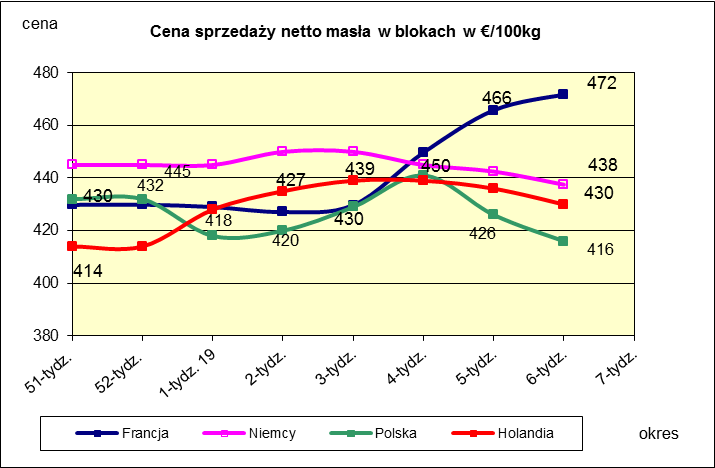 cena
Cena sprzedaży netto masła w blokach w €/100kg
480
460
440
420
400
380
472
466
445
432
430
414
418
427
420
439
430
450
426
438
430
416
51-tydz.
52-tydz.
1-tydz. 19
2-tydz.
3-tydz.
4-tydz.
5-tydz.
6-tydz.
7-tydz.
Francja Niemcy Polska Holandia
okres